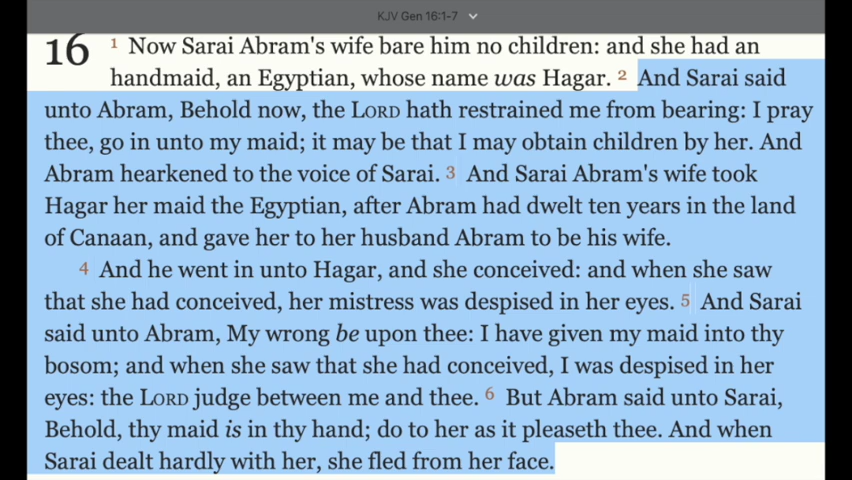 KJV Gen 16:1-7
16 1 Now Sarai Abram's wife bare him no children: and she had an
handmaid, an Egyptian, whose name was Hagar. 2 And Sarai said
unto Abram, Behold now, the LORD hath restrained me from bearing: I pray
thee, go in unto my maid; it may be that I may obtain children by her. And
Abram hearkened to the voice of Sarai. 3 And Sarai Abram's wife took
Hagar her maid the Egyptian, after Abram had dwelt ten years in the land
of Canaan, and gave her to her husband Abram to be his wife.
4 And he went in unto Hagar, and she conceived: and when she saw
that she had conceived, her mistress was despised in her eyes. 5 And Sarai
said unto Abram, My wrong be upon thee: I have given my maid into thy
bosom; and when she saw that she had conceived, I was despised in her
eyes: the LORD judge between me and thee. 6 But Abram said unto Sarai,
Behold, thy maid is in thy hand; do to her as it pleaseth thee. And when
Sarai dealt hardly with her, she fled from her face.